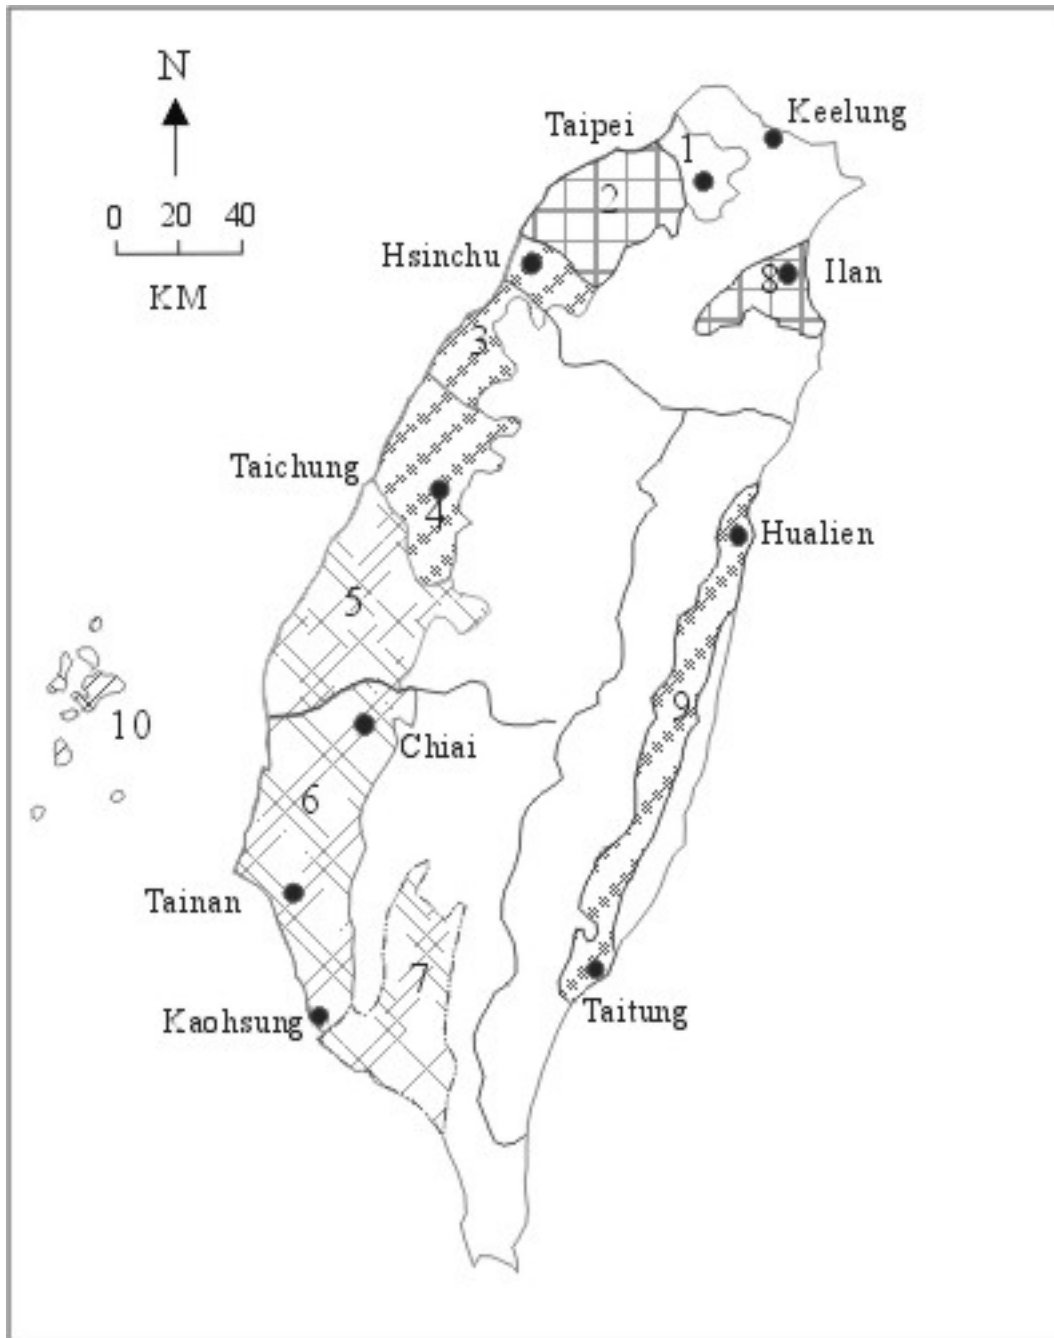 N
Keelung
Taipei
1
2
0 20 40
KM
Hsinchu
8
Ilan
3
Taichung
4
Hualien
5
9
10
Chiai
6
Tainan
7
Kaohsung
Taitung